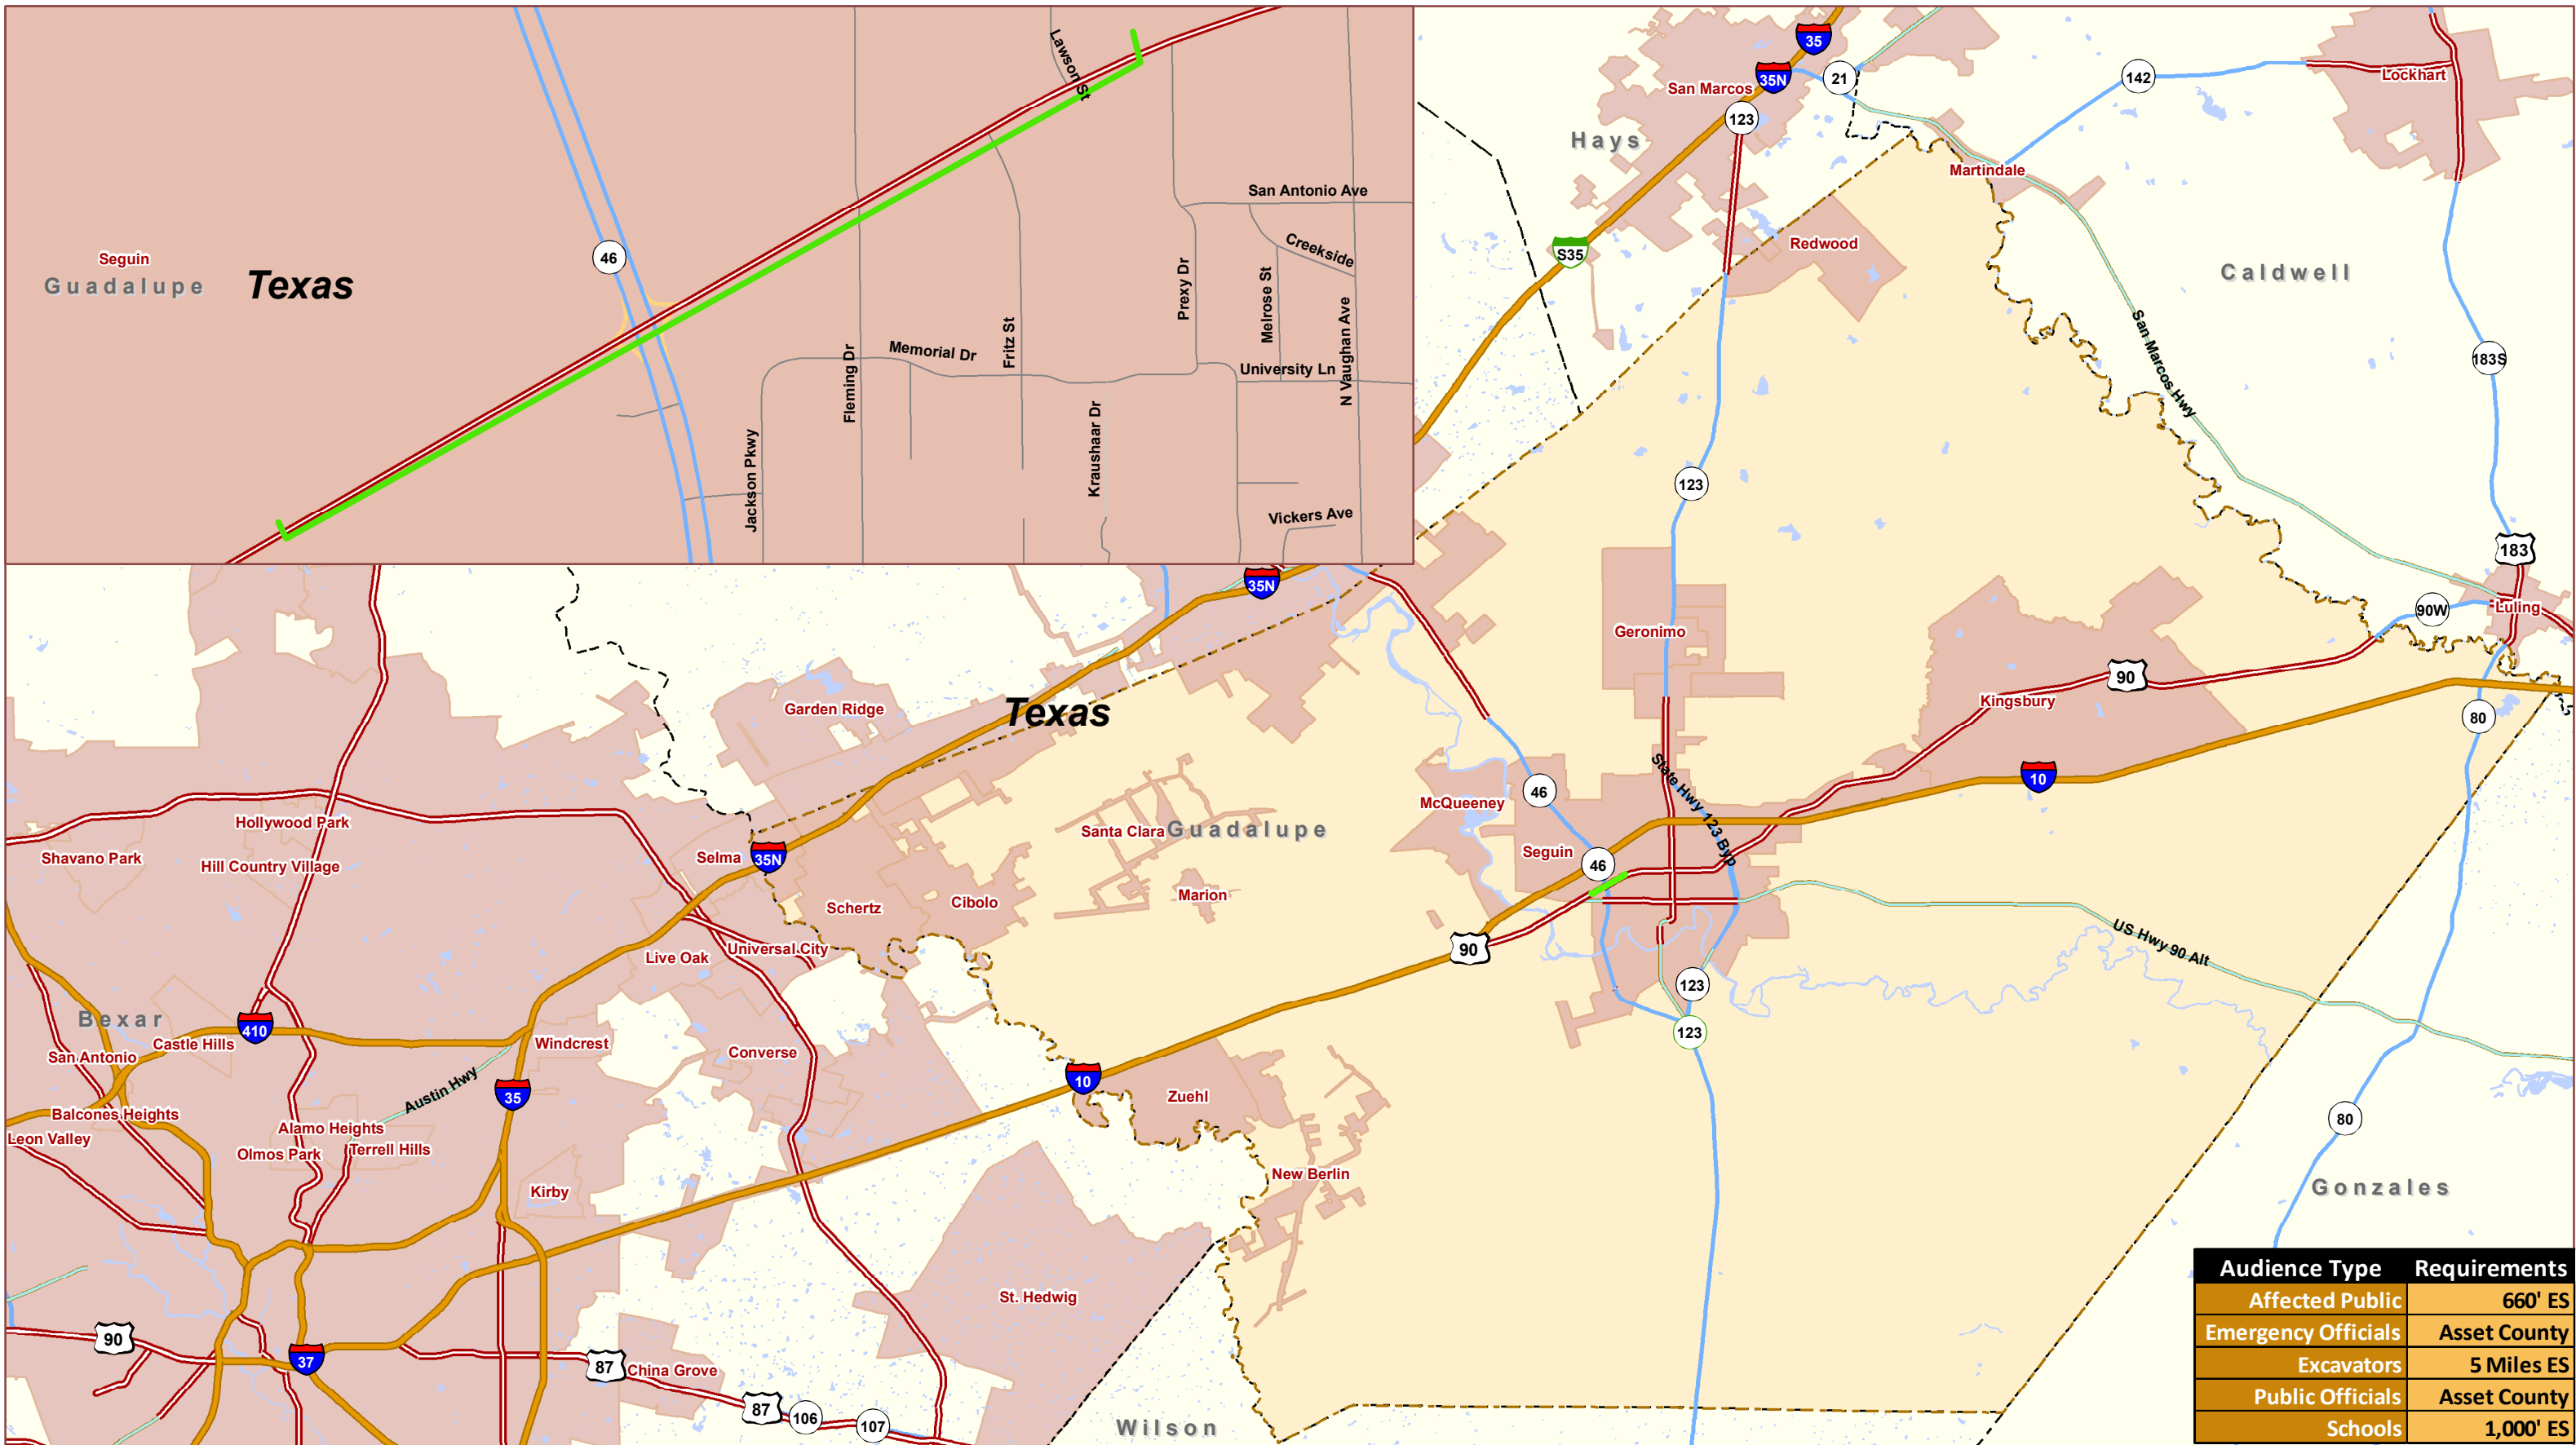 Lawson St
San Antonio Ave
Creekside
Seguin
Guadalupe
Texas
46
Prexy Dr
Melrose St
N Vaughan Ave
Fritz St
Memorial Dr
Fleming Dr
University Ln
Kraushaar Dr
Jackson Pkwy
Vickers Ave
35
35N
21
142
Lockhart
San Marcos
123
Hays
Martindale
S35
Redwood
Caldwell
San Marcos Hwy
183S
123
183
35N
90W
Luling
Geronimo
90
Kingsbury
Garden Ridge
Texas
80
10
State Hwy 123 Byp
46
McQueeney
Hollywood Park
Santa Clara
Guadalupe
Shavano Park
Hill Country Village
Selma
35N
Seguin
46
Marion
Schertz
Cibolo
US Hwy 90 Alt
Universal City
Live Oak
90
123
Bexar
410
Castle Hills
San Antonio
Windcrest
Converse
123
Austin Hwy
35
10
Zuehl
Balcones Heights
Leon Valley
Alamo Heights
Olmos Park
Terrell Hills
80
Kirby
New Berlin
Gonzales
St. Hedwig
90
37
87
China Grove
87
106
107
Wilson
Audience Type Requirements
Affected Public 660' ES
Emergency Officials Asset County
Excavators 5 Miles ES
Public Officials Asset County
Schools 1,000' ES